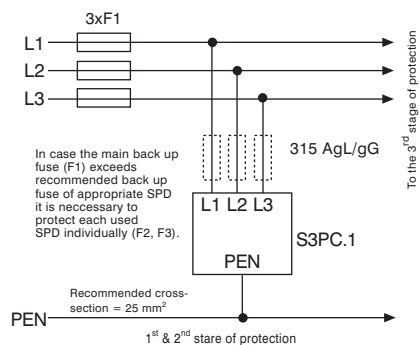 3xF1
L1
L2
L3
To the 3rd stage of protection
315 AgL/gG
In case the main back up
fuse (F1) exceeds
recommended back up
fuse of appropriate SPD
it is neccessary to
protect each used
SPD individually (F2, F3).
L1 L2 L3
S3PC.1
PEN
Recommended cross-
section = 25 mm²
PEN
1st & 2nd stare of protection